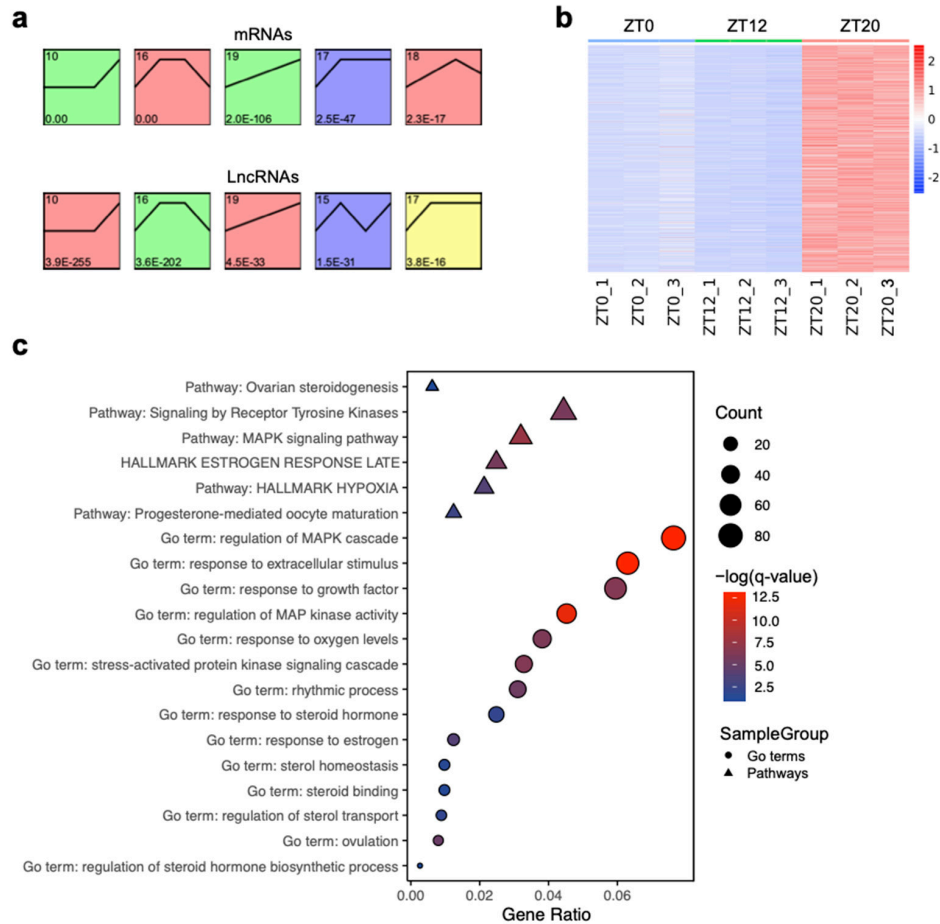 a
mRNAs
10
0.00
16
0.00
19
2.0E-106
17
2.5E-47
18
2.3E-17
LncRNAs
10
3.9E-255
16
3.6E-202
19
4.5E-33
15
1.5E-31
17
3.8E-16
b
ZT0 ZT12 ZT20
2
1
0
-1
-2
ZT0_1
ZT0_2
ZT0_3
ZT12_1
ZT12_2
ZT12_3
ZT20_1
ZT20_2
ZT20_3
c
Pathway: Ovarian steroidogenesis
Pathway: Signaling by Receptor Tyrosine Kinases
Pathway: MAPK signaling pathway
HALLMARK ESTROGEN RESPONSE LATE
Pathway: HALLMARK HYPOXIA
Pathway: Progesterone-mediated oocyte maturation
Go term: regulation of MAPK cascade
Go term: response to extracellular stimulus
Go term: response to growth factor
Go term: regulation of MAP kinase activity
Go term: response to oxygen levels
Go term: stress-activated protein kinase signaling cascade
Go term: rhythmic process
Go term: response to steroid hormone
Go term: response to estrogen
Go term: sterol homeostasis
Go term: steroid binding
Go term: regulation of sterol transport
Go term: ovulation
Go term: regulation of steroid hormone biosynthetic process
0.00 0.02 0.04 0.06
Gene Ratio
Count
20
40
60
80
−log(q-value)
12.5
10.0
7.5
5.0
2.5
SampleGroup
Go terms
Pathways